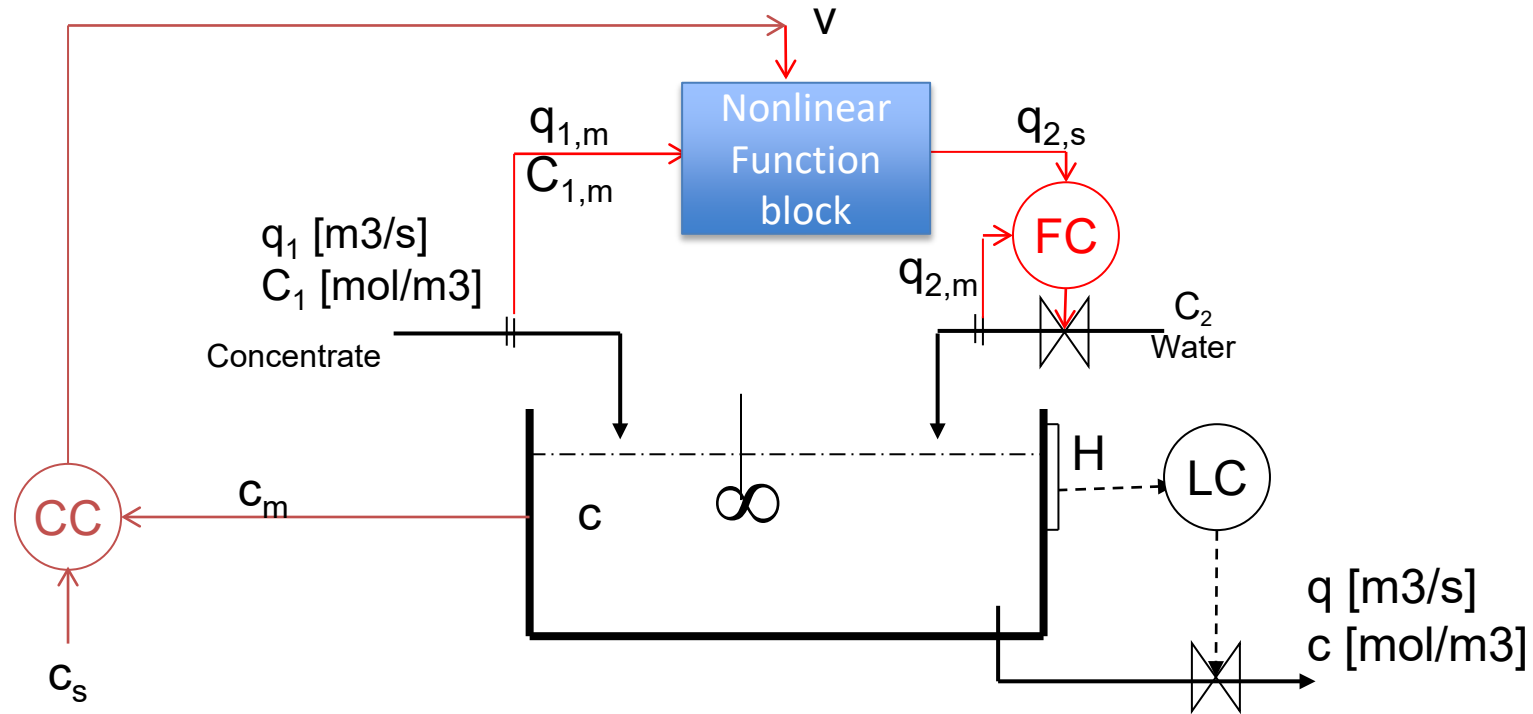 v
Nonlinear
Function
block
q1,m
C1,m
q2,s
FC
q1 [m3/s]
C1 [mol/m3]
q2,m
C2
Water
Concentrate
H
LC
CC
cm
c
cs
q [m3/s]
c [mol/m3]